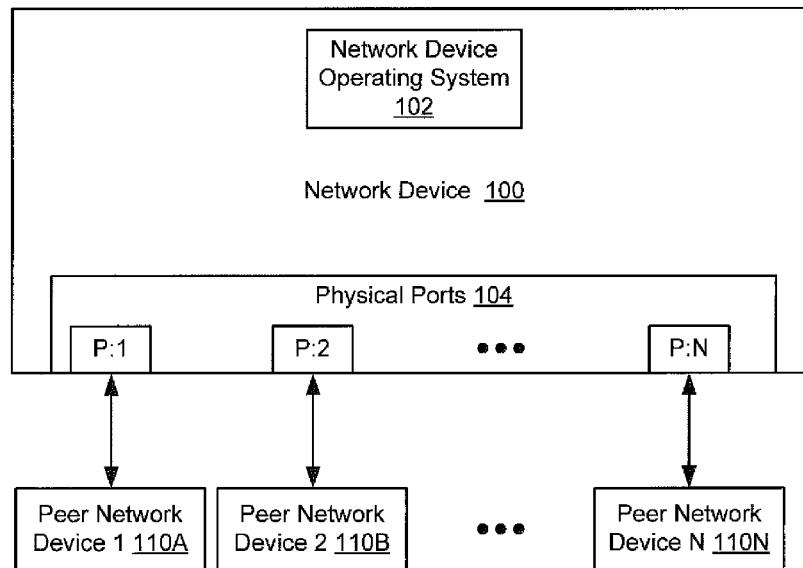 Network Device
Operating System
102
Network Device 100
Physical Ports 104
P:1
P:2
P:N
Peer Network
Device 1 110A
Peer Network
Device 2 110B
Peer Network
Device N 110N